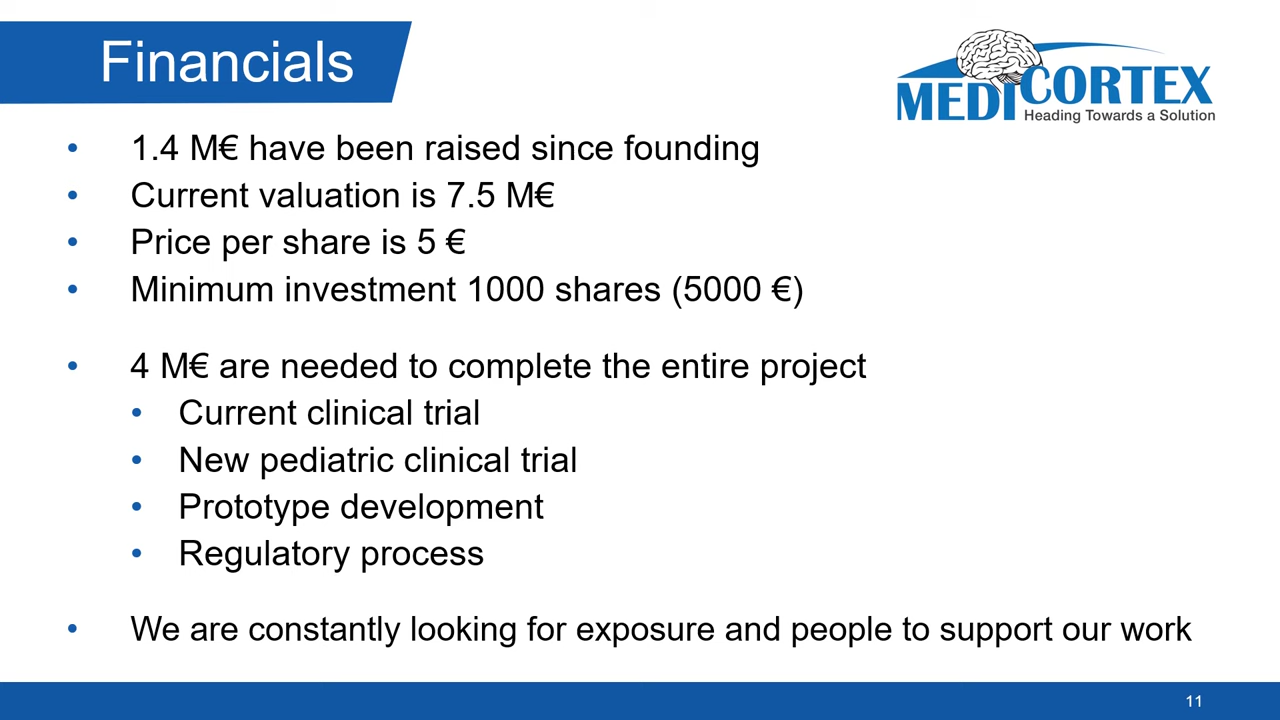 Financials
MEDICORTEX
Heading Towards a Solution
• 1.4 M€ have been raised since founding
• Current valuation is 7.5 M€
• Price per share is 5 €
• Minimum investment 1000 shares (5000 €)
• 4 M€ are needed to complete the entire project
• Current clinical trial
• New pediatric clinical trial
• Prototype development
• Regulatory process
• We are constantly looking for exposure and people to support our work
11